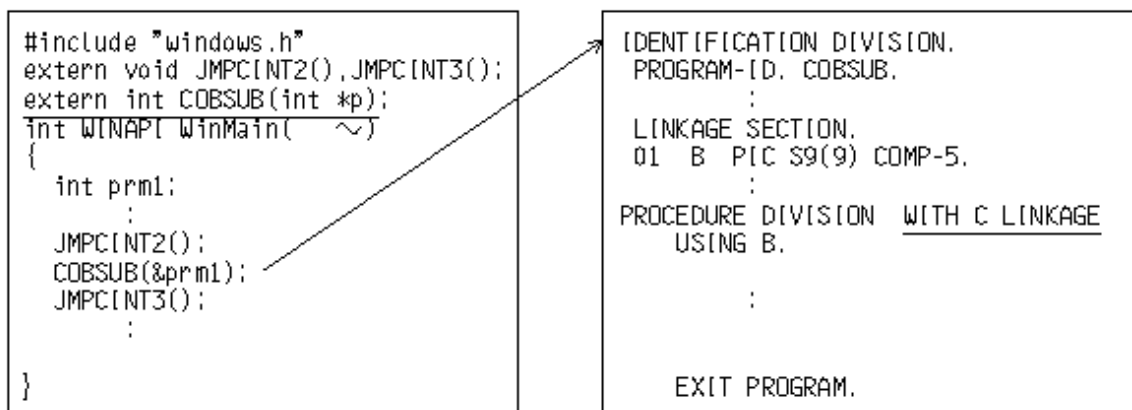 #include "windows.h"
extern void JMPCINT2(),JMPCINT3();
extern int COBSUB(int *p);
int WINAPI WinMain( ～)
{
int prm1;
:
JMPCINT2();
COBSUB(&prm1);
JMPCINT3();
:
}
IDENTIFICATION DIVISION.
PROGRAM-ID. COBSUB.
:
LINKAGE SECTION.
01 B PIC S9(9) COMP-5.
:
PROCEDURE DIVISION WITH C LINKAGE
USING B.
:
EXIT PROGRAM.